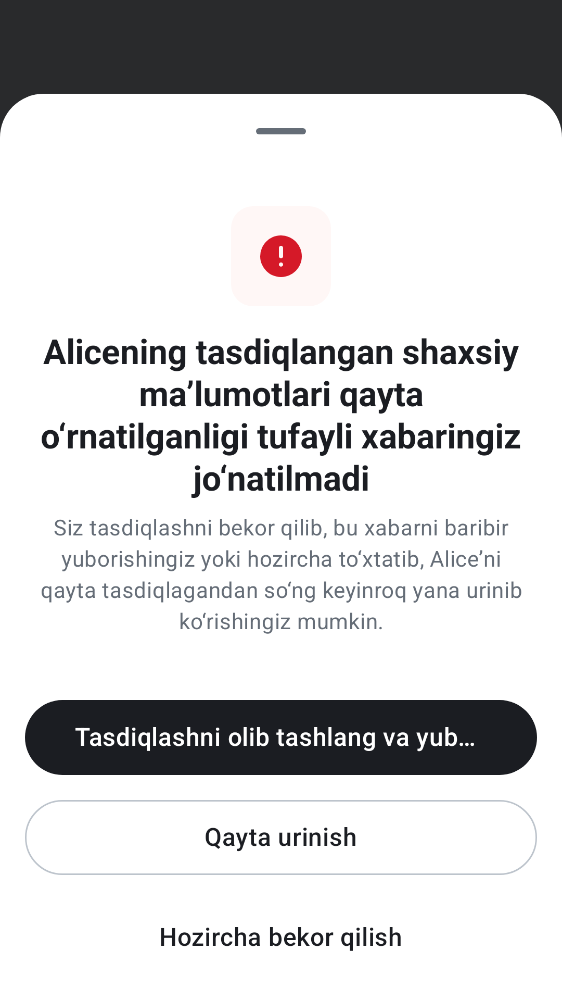 Alicening tasdiqlangan shaxsiy
ma’lumotlari qayta
o‘rnatilganligi tufayli xabaringiz
jo‘natilmadi
Siz tasdiqlashni bekor qilib, bu xabarni baribir
yuborishingiz yoki hozircha to‘xtatib, Alice’ni
qayta tasdiqlagandan so‘ng keyinroq yana urinib
ko‘rishingiz mumkin.
Tasdiqlashni olib tashlang va yub…
Qayta urinish
Hozircha bekor qilish